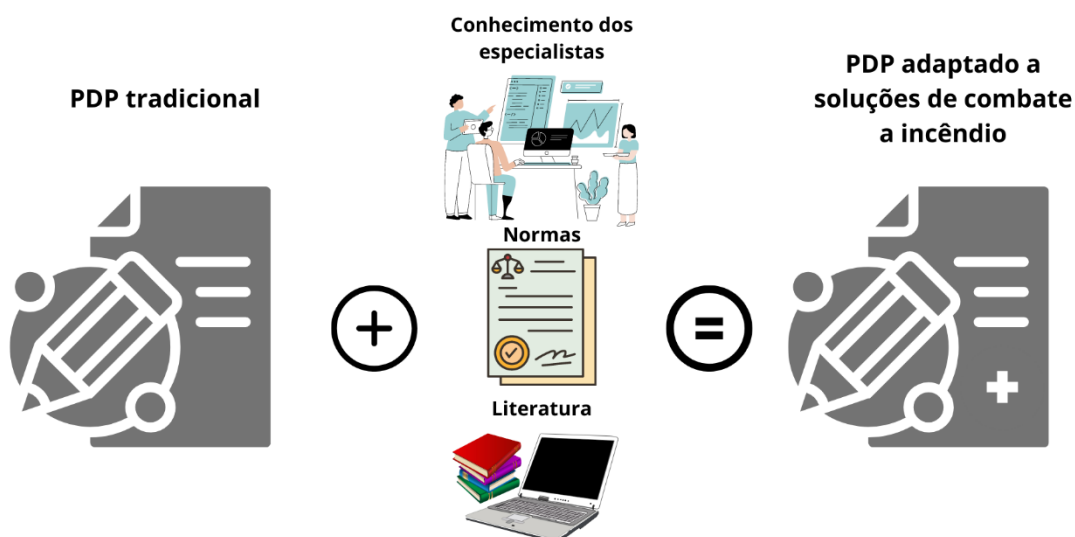 PDP tradicional
Conhecimento dos
especialistas
Normas
Literatura
PDP adaptado a
soluções de combate
a incêndio